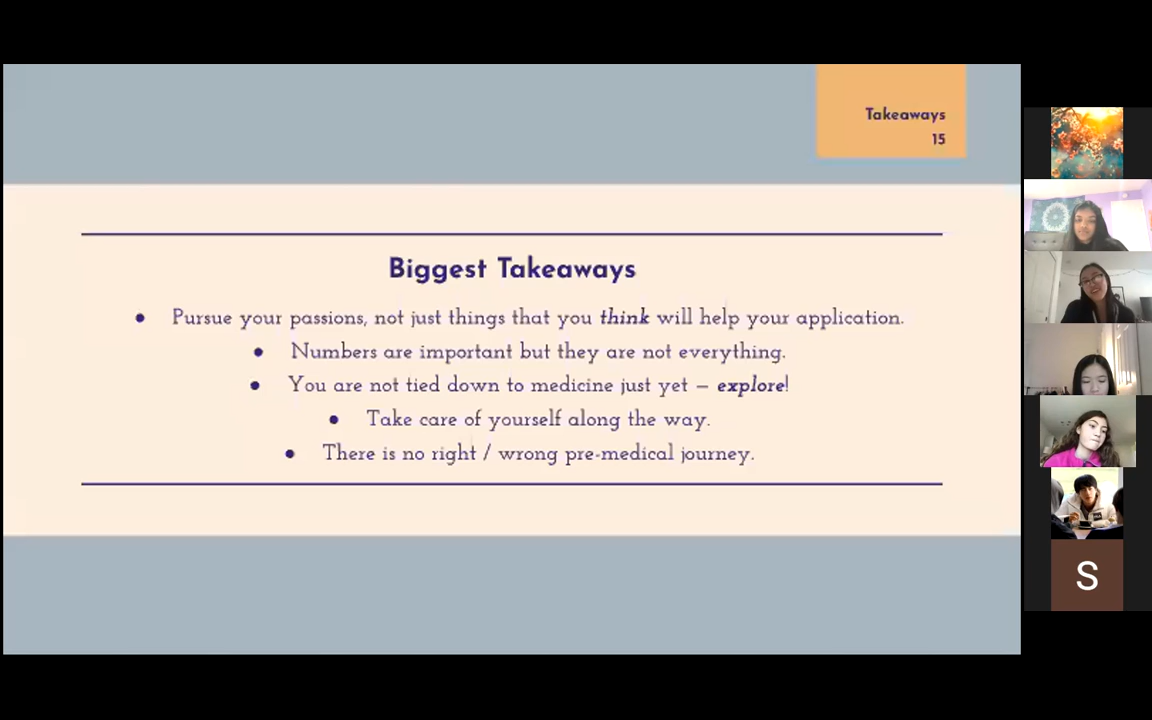 Takeaways
15
Biggest Takeaways
● Pursue your passions, not just things that you think will help your application.
● Numbers are important but they are not everything.
● You are not tied down to medicine just yet – explore!
● Take care of yourself along the way.
● There is no right / wrong pre-medical journey.
S